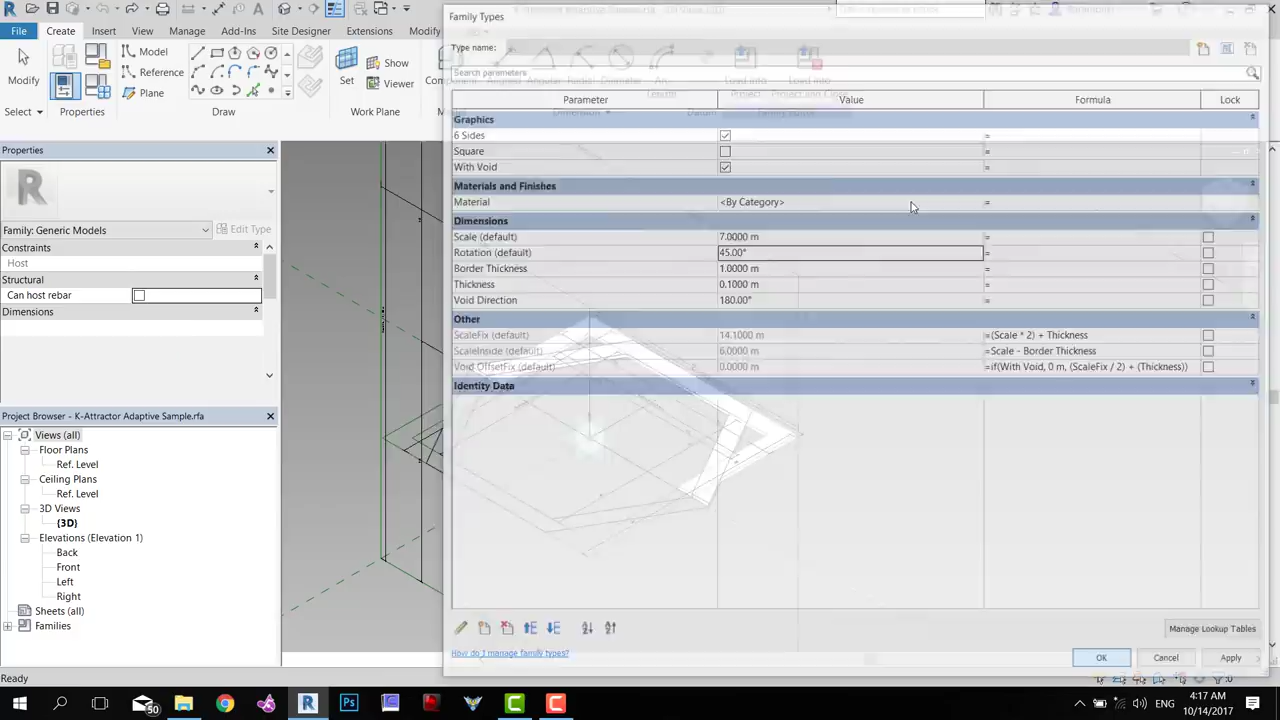 Family Types
File Create Insert View Manage Add-Ins Site Designer Extensions Modify
Type name:
Modify
Properties
Model
Reference
Plane
Set
Show
Viewer
Search parameters
Select
Properties
Draw
Work Plane
Parameter Value Formula Lock
Graphics
6 Sides =
Square =
With Void =
Materials and Finishes
Material <By Category> =
Dimensions
Scale (default) 7.0000 m =
Rotation (default) 45.00° =
Border Thickness 1.0000 m =
Thickness 0.1000 m =
Void Direction 180.00° =
Other
ScaleFix (default) 14.1000 m =(Scale * 2) + Thickness
ScaleInside (default) 6.0000 m =Scale - Border Thickness
Void OffsetFix (default) 0.0000 m =if(With Void, 0 m, (ScaleFix / 2) + (Thickness))
Identity Data
Properties
Family: Generic Models
Edit Type
Constraints
Host
Structural
Can host rebar
Dimensions
Project Browser - K-Attractor Adaptive Sample.rfa
Views (all)
Floor Plans
Ref. Level
Ceiling Plans
Ref. Level
3D Views
{3D}
Elevations (Elevation 1)
Back
Front
Left
Right
Sheets (all)
Families
Manage Lookup Tables
How do I manage family types?
OK Cancel Apply
Ready
50
ENG
4:17 AM
10/14/2017